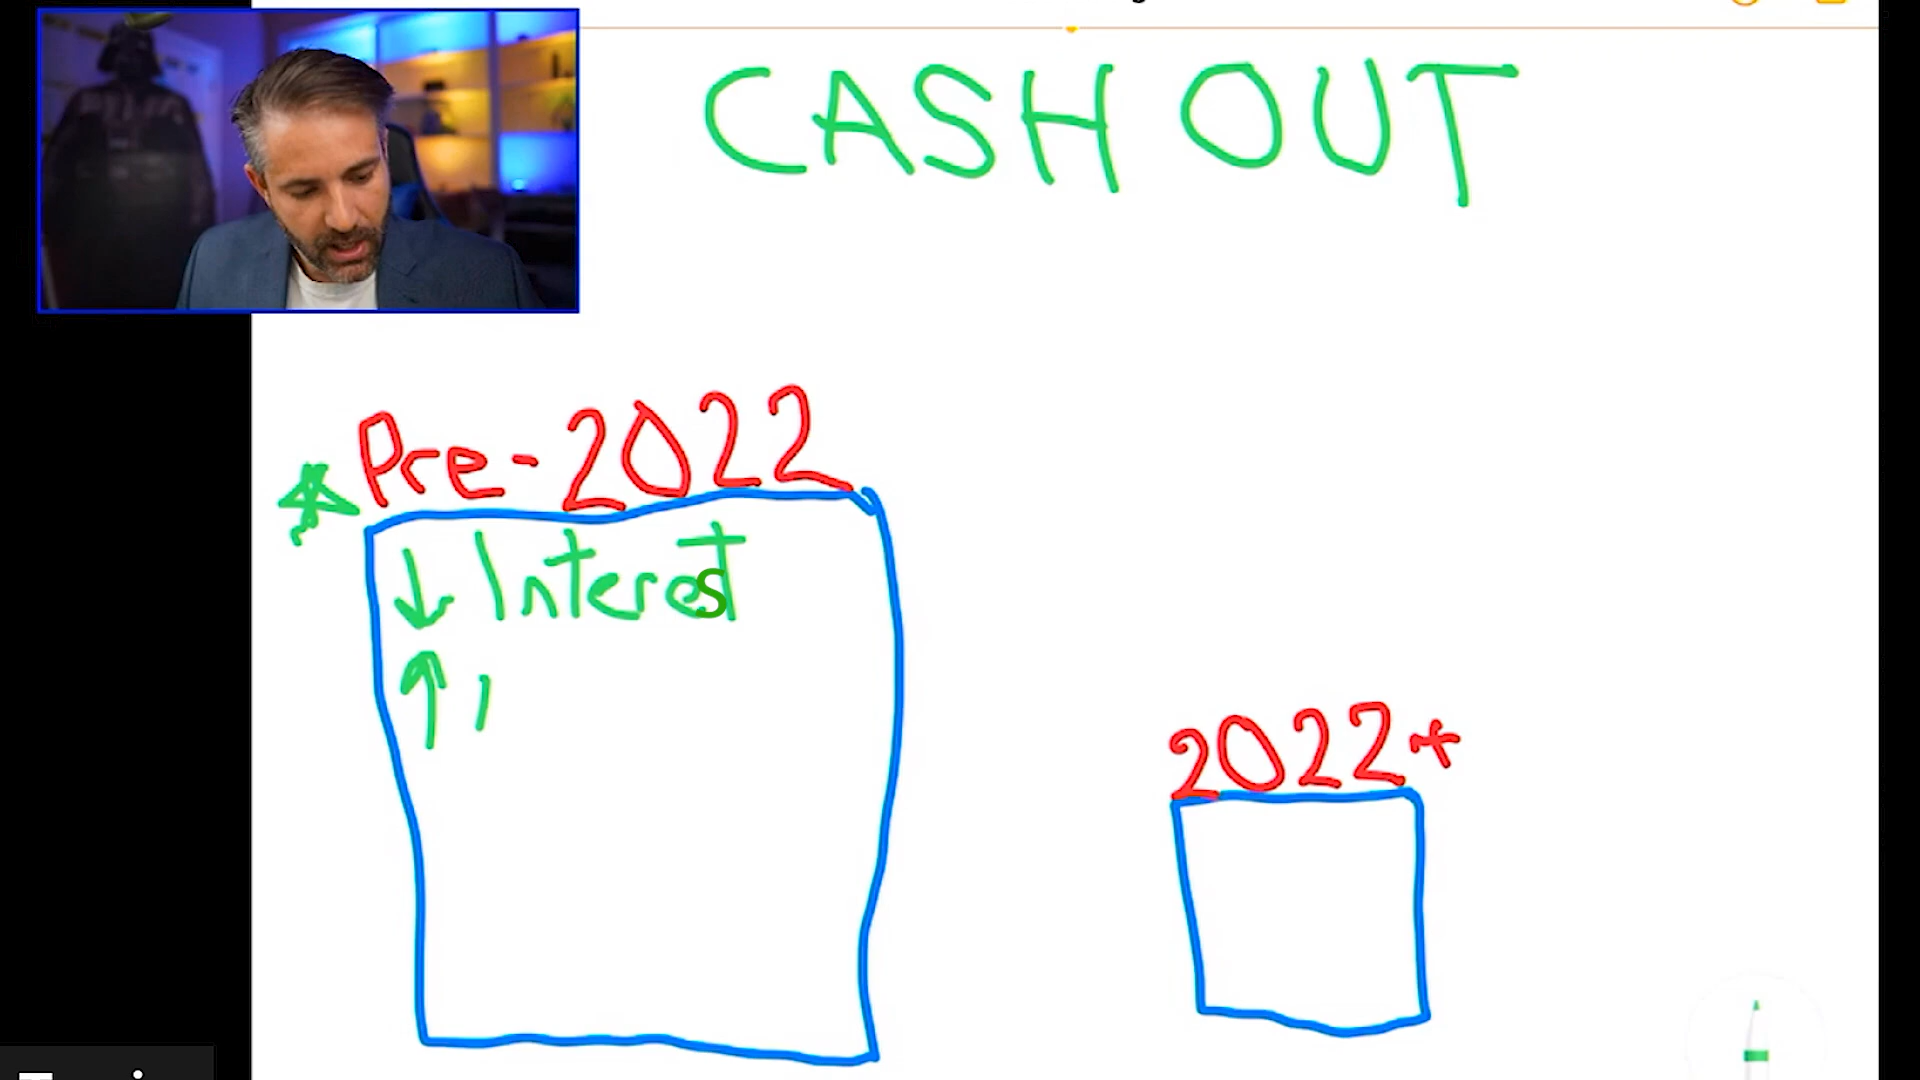 CASH OUT
Pre-2022
↓ Interest
↑
2022+